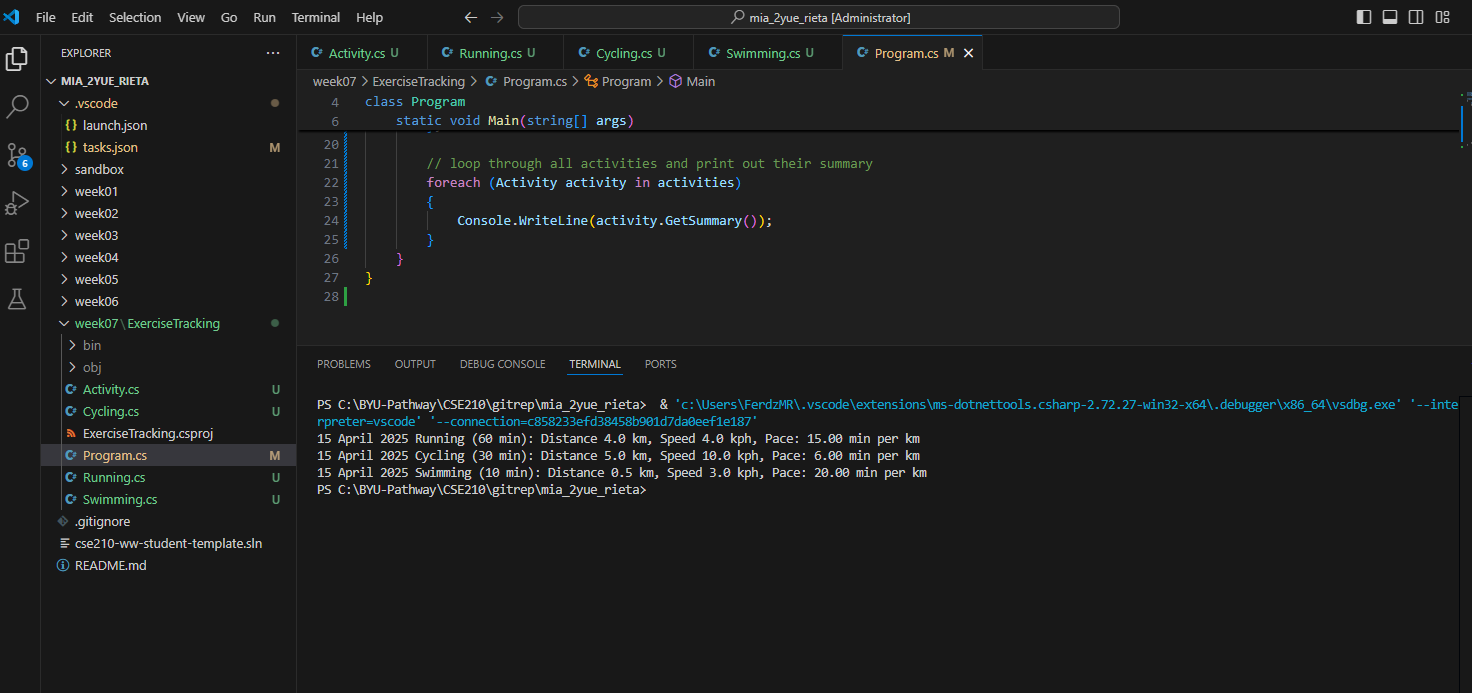 File Edit Selection View Go Run Terminal Help
mia_2yue_rieta [Administrator]
EXPLORER
MIA_2YUE_RIETA
.vscode
{} launch.json
{} tasks.json M
sandbox
week01
week02
week03
week04
week05
week06
week07\ExerciseTracking
bin
obj
C# Activity.cs U
C# Cycling.cs U
ExerciseTracking.csproj
C# Program.cs M
C# Running.cs U
C# Swimming.cs U
.gitignore
cse210-ww-student-template.sln
README.md
6
C# Activity.cs U C# Running.cs U C# Cycling.cs U C# Swimming.cs U C# Program.cs M
week07 > ExerciseTracking > C# Program.cs > Program > Main
4 class Program
6 static void Main(string[] args)
20
21 // loop through all activities and print out their summary
22 foreach (Activity activity in activities)
23 {
24 Console.WriteLine(activity.GetSummary());
25 }
26 }
27 }
28
PROBLEMS OUTPUT DEBUG CONSOLE TERMINAL PORTS
PS C:\BYU-Pathway\CSE210\gitrep\mia_2yue_rieta> & 'c:\Users\FerdzMR\.vscode\extensions\ms-dotnettools.csharp-2.72.27-win32-x64\.debugger\x86_64\vsdbg.exe' '--inte
rpreter=vscode' '--connection=c858233efd38458b901d7da0eef1e187'
15 April 2025 Running (60 min): Distance 4.0 km, Speed 4.0 kph, Pace: 15.00 min per km
15 April 2025 Cycling (30 min): Distance 5.0 km, Speed 10.0 kph, Pace: 6.00 min per km
15 April 2025 Swimming (10 min): Distance 0.5 km, Speed 3.0 kph, Pace: 20.00 min per km
PS C:\BYU-Pathway\CSE210\gitrep\mia_2yue_rieta>